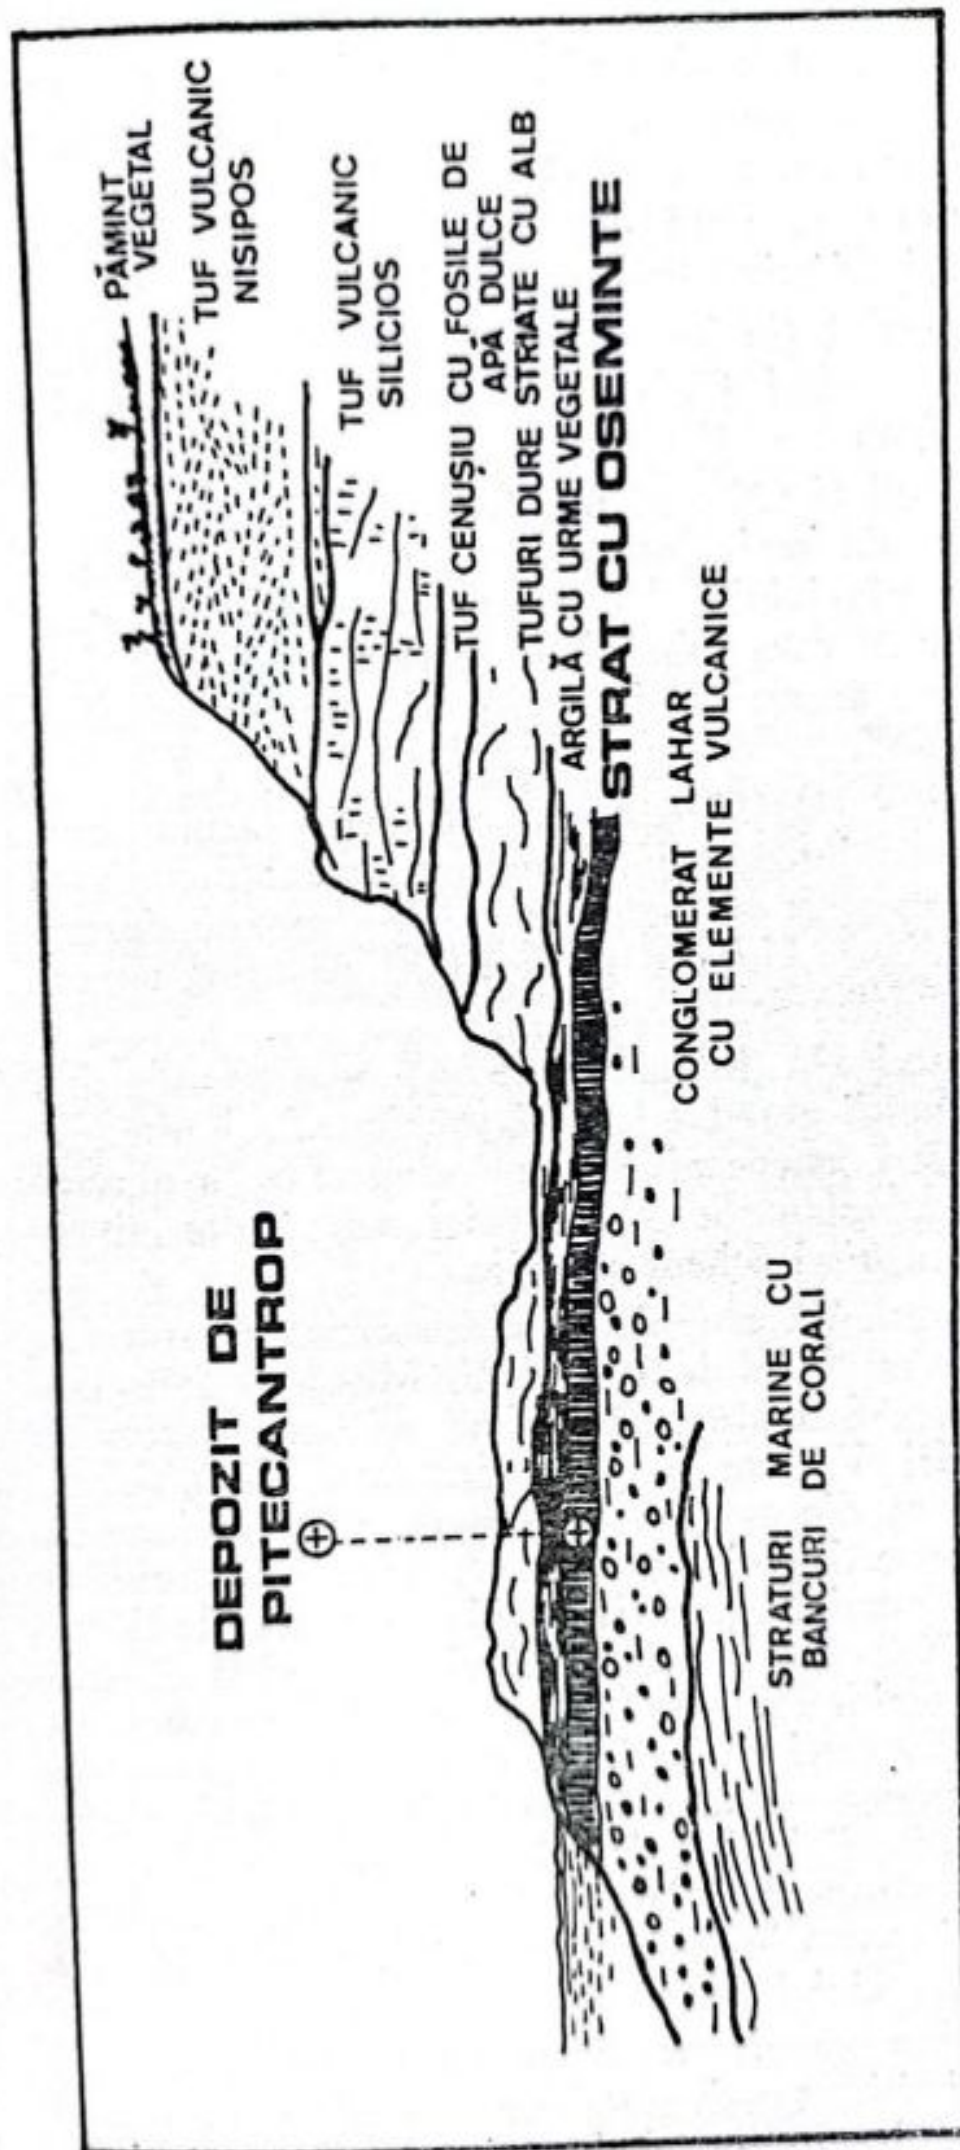 DEPOZIT DE
PITECANTROP
PĂMINT
VEGETAL
TUF VULCANIC
NISIPOS
TUF VULCANIC
SILICIOS
TUF CENUȘIU CU FOSILE DE
APA DULCE
TUFURI DURE STRIATE CU ALB
ARGILĂ CU URME VEGETALE
STRAT CU OSEMINTE
CONGLOMERAT LAHAR
CU ELEMENTE VULCANICE
STRATURI MARINE CU
BANCURI DE CORALI